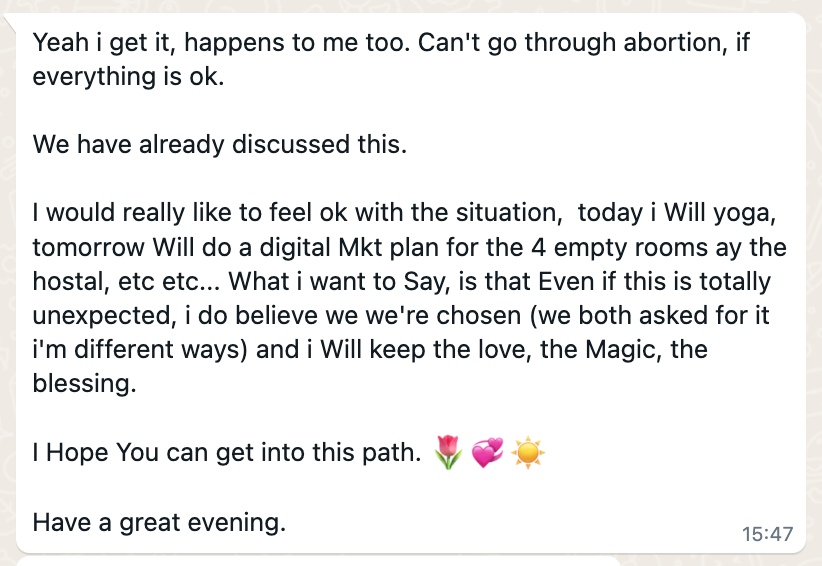 Yeah i get it, happens to me too. Can't go through abortion, if
everything is ok.
We have already discussed this.
I would really like to feel ok with the situation,  today i Will yoga,
tomorrow Will do a digital Mkt plan for the 4 empty rooms ay the
hostal, etc etc... What i want to Say, is that Even if this is totally
unexpected, i do believe we we're chosen (we both asked for it
i'm different ways) and i Will keep the love, the Magic, the
blessing.
I Hope You can get into this path. 🌷💞☀️
Have a great evening.
15:47